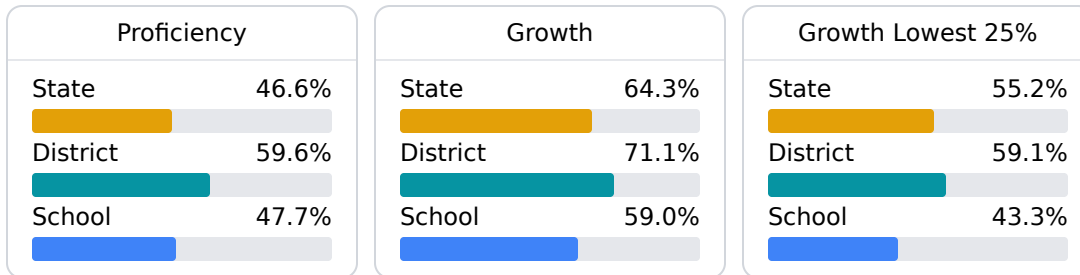 Proficiency
State 46.6%
District 59.6%
School 47.7%
Growth
State 64.3%
District 71.1%
School 59.0%
Growth Lowest 25%
State 55.2%
District 59.1%
School 43.3%